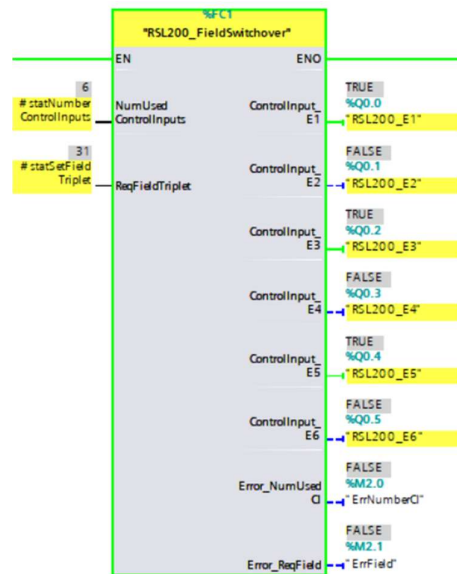 %FC1
"RSL200_FieldSwitchover"
EN ENO
6
#statNumber
ControlInputs
NumUsed
ControlInputs
31
#statSetField
Triplet
ReqFieldTriplet
ControlInput_
E1
TRUE
%Q0.0
"RSL200_E1"
ControlInput_
E2
FALSE
%Q0.1
"RSL200_E2"
ControlInput_
E3
TRUE
%Q0.2
"RSL200_E3"
ControlInput_
E4
FALSE
%Q0.3
"RSL200_E4"
ControlInput_
E5
TRUE
%Q0.4
"RSL200_E5"
ControlInput_
E6
FALSE
%Q0.5
"RSL200_E6"
Error_NumUsed
CI
FALSE
%M2.0
"ErrNumberCI"
Error_ReqField
FALSE
%M2.1
"ErrField"